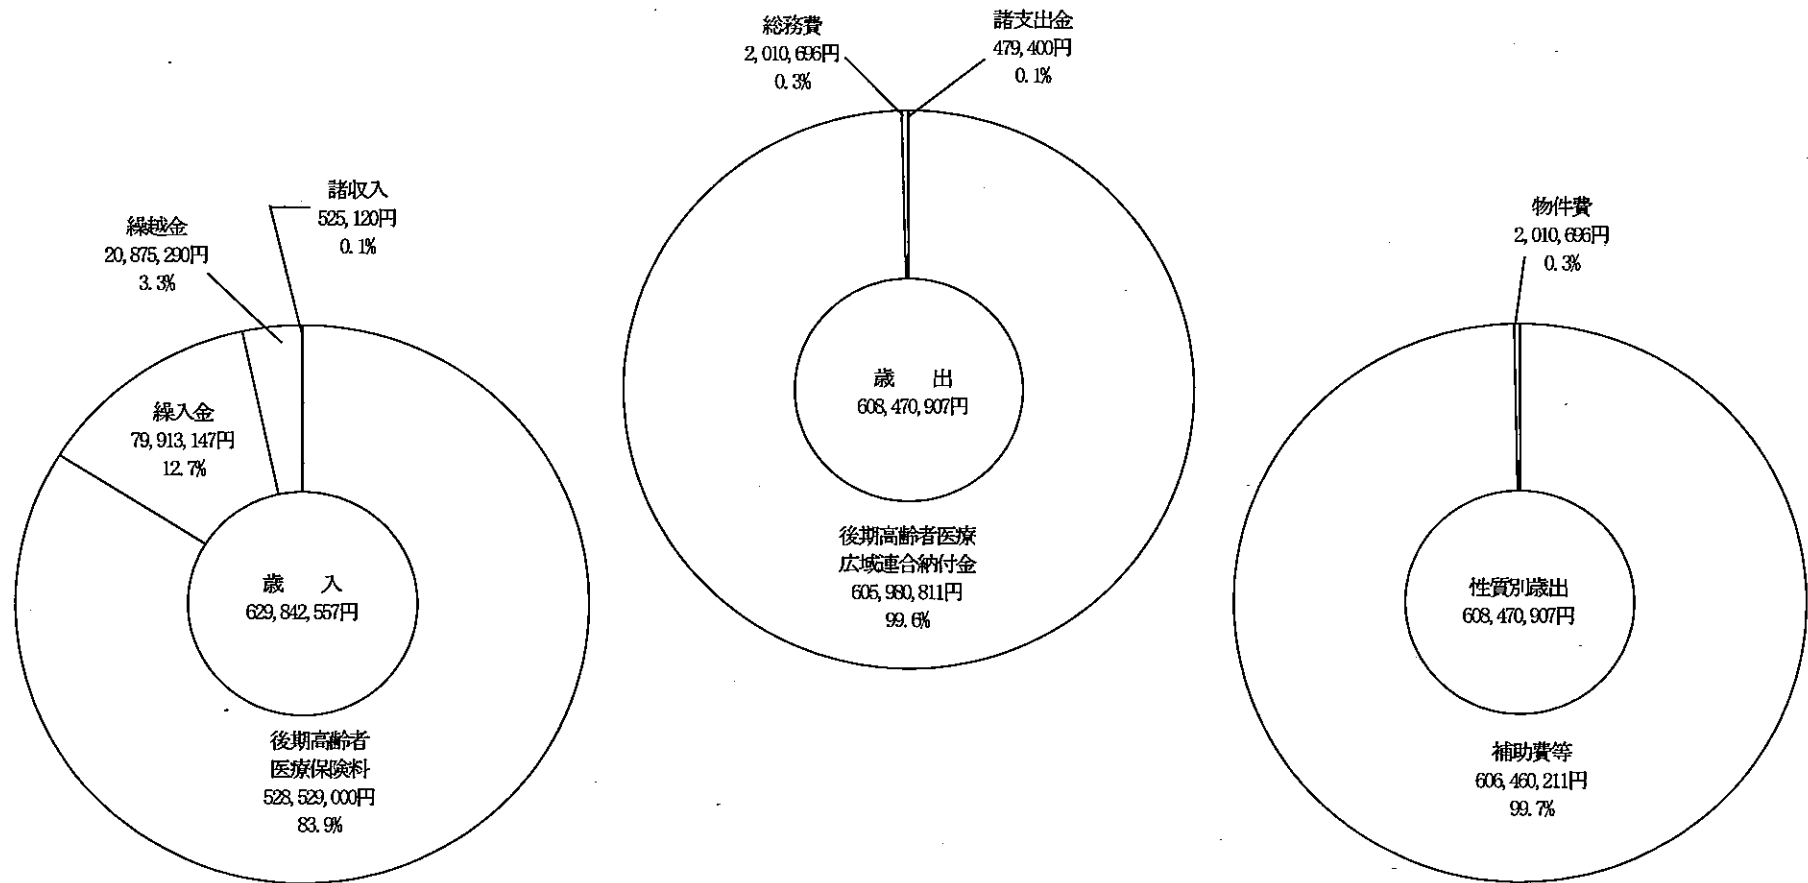 諸収入
525,120円
0.1%
繰越金
20,875,290円
3.3%
繰入金
79,913,147円
12.7%
歳 入
629,842,557円
後期高齢者
医療保険料
528,529,000円
83.9%
総務費
2,010,696円
0.3%
諸支出金
479,400円
0.1%
歳 出
608,470,907円
後期高齢者医療
広域連合納付金
605,980,811円
99.6%
物件費
2,010,696円
0.3%
性質別歳出
608,470,907円
補助費等
606,460,211円
99.7%